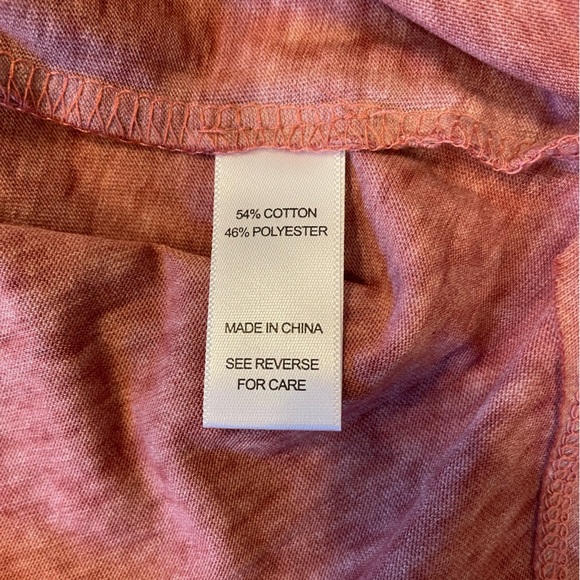 54% COTTON
46% POLYESTER
MADE IN CHINA
SEE REVERSE
FOR CARE